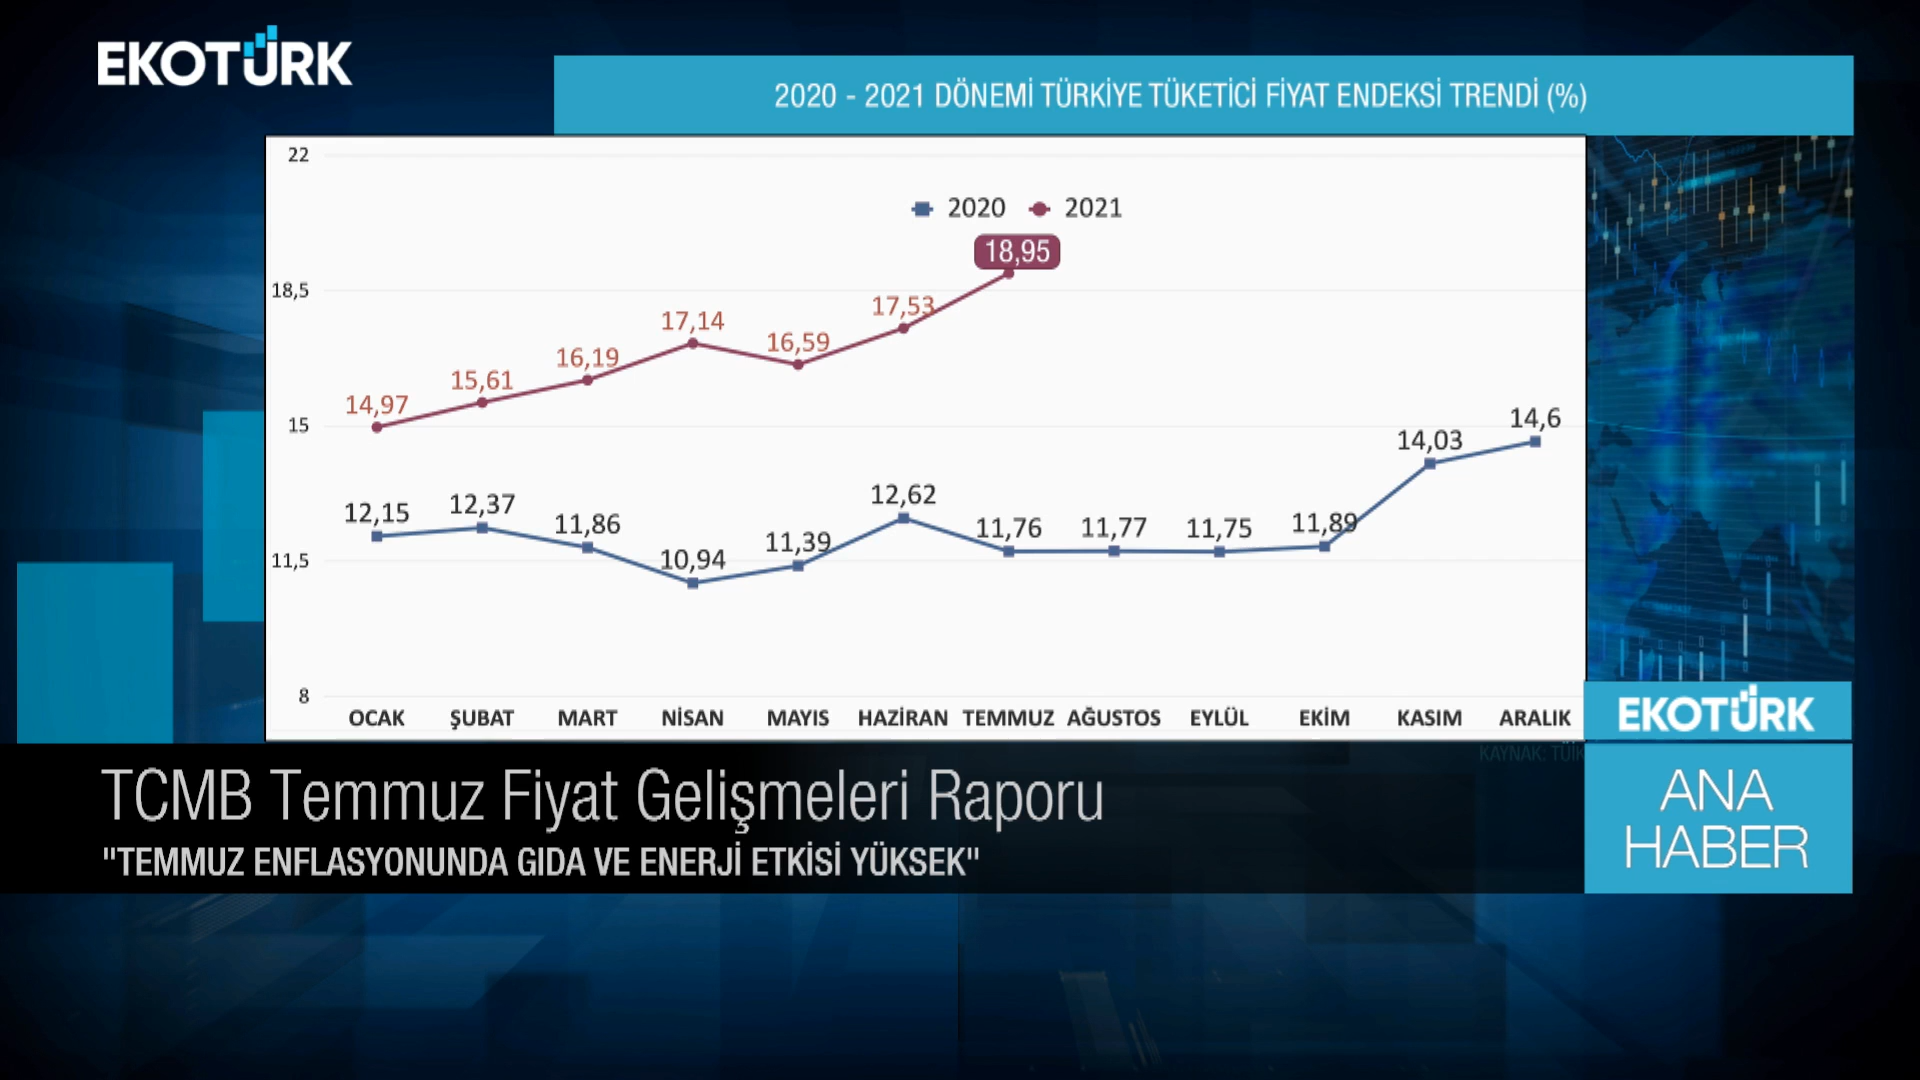 EKOTÜRK
2020 - 2021 DÖNEMİ TÜRKİYE TÜKETİCİ FİYAT ENDEKSİ TRENDİ (%)
22
2020 2021
18,95
18,5
17,53
17,14
16,59
16,19
15,61
14,97
15
14,6
14,03
12,15 12,37 11,86 10,94 11,39 12,62 11,76 11,77 11,75 11,89
11,5
8
OCAK ŞUBAT MART NİSAN MAYIS HAZİRAN TEMMUZ AĞUSTOS EYLÜL EKİM KASIM ARALIK
EKOTÜRK
KAYNAK: TÜİK
TCMB Temmuz Fiyat Gelişmeleri Raporu
"TEMMUZ ENFLASYONUNDA GIDA VE ENERJİ ETKİSİ YÜKSEK"
ANA
HABER